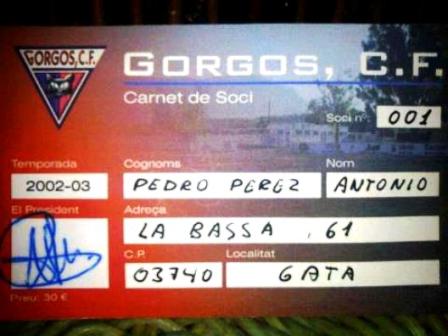 GORGOS, C.F.
GORGOS, C.F.
Carnet de Soci
Soci nº 001
Temporada Cognoms Nom
2002-03 PEDRO PEREZ ANTONIO
El President Adreça
LA BASSA , 61
C.P. Localitat
03740 GATA
Preu: 30 €